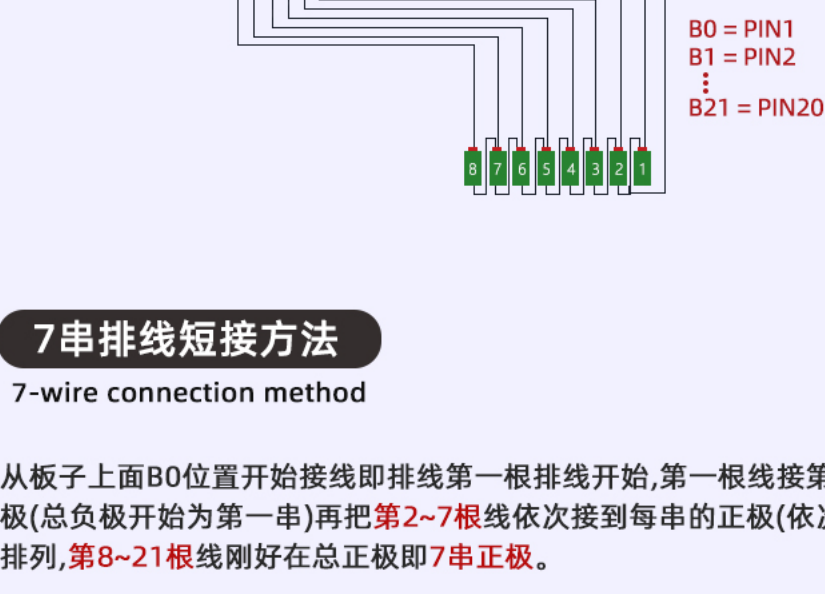 B0 = PIN1
B1 = PIN2
B21 = PIN20
8 7 6 5 4 3 2 1
7串排线短接方法
7-wire connection method
从板子上面B0位置开始接线即排线第一根排线开始,第一根线接第
极(总负极开始为第一串)再把第2~7根线依次接到每串的正极(依次
排列,第8~21根线刚好在总正极即7串正极。